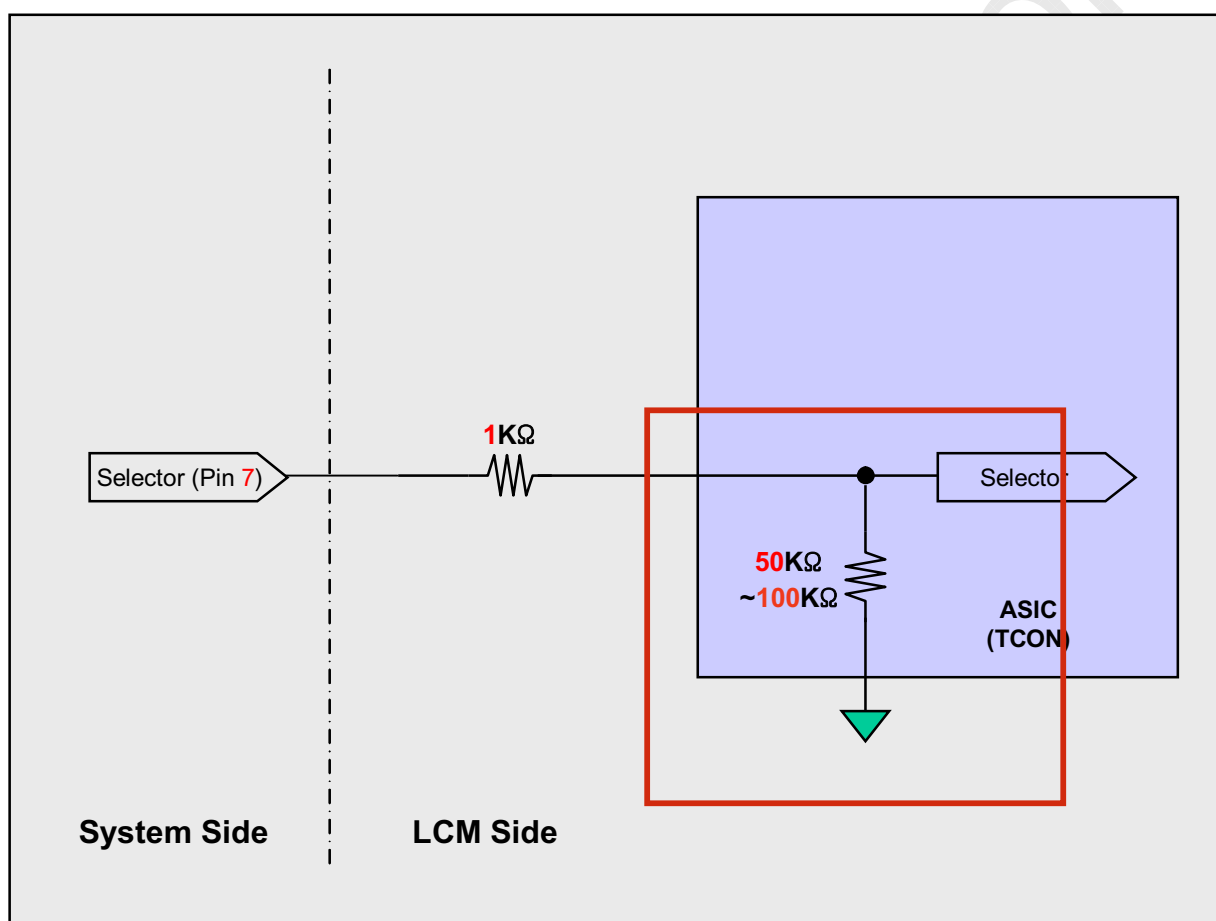 1KΩ
Selector (Pin 7)
Selector
50KΩ
~100KΩ
ASIC
(TCON)
System Side
LCM Side